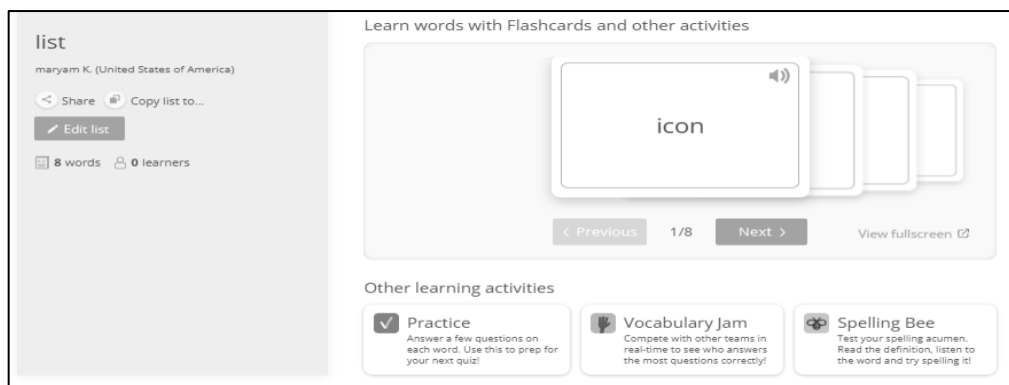 list
maryam K. (United States of America)
Share Copy list to...
Edit list
8 words 0 learners
Learn words with Flashcards and other activities
icon
< Previous 1/8 Next > View fullscreen
Other learning activities
Practice
Answer a few questions on
each word. Use this to prep for
your next quiz!
Vocabulary Jam
Compete with other teams in
real-time to see who answers
the most questions correctly!
Spelling Bee
Test your spelling acumen.
Read the definition, listen to
the word and try spelling it!